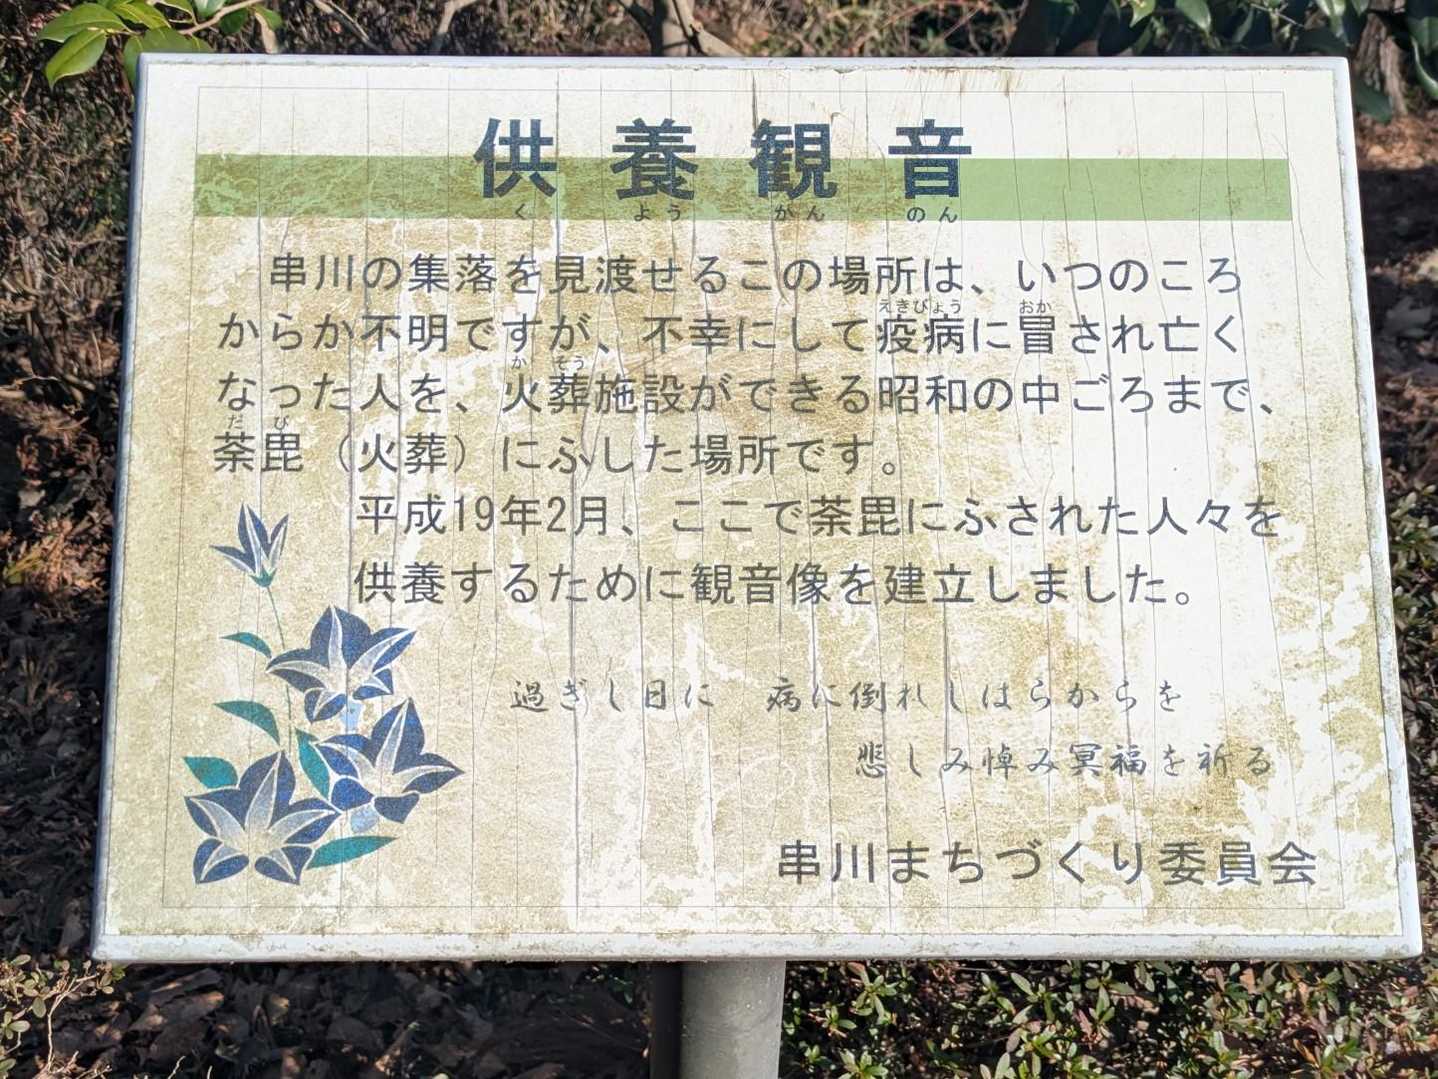 供養観音
く よう がん のん
串川の集落を見渡せるこの場所は、いつのころ
えきびょう おか
からか不明ですが、不幸にして疫病に冒され亡く
か そう
なった人を、火葬施設ができる昭和の中ごろまで、
だ び
荼毘（火葬）にふした場所です。
平成19年2月、ここで荼毘にふされた人々を
供養するために観音像を建立しました。
過ぎし日に　病に倒れしはらからを
悲しみ悼み冥福を祈る
串川まちづくり委員会